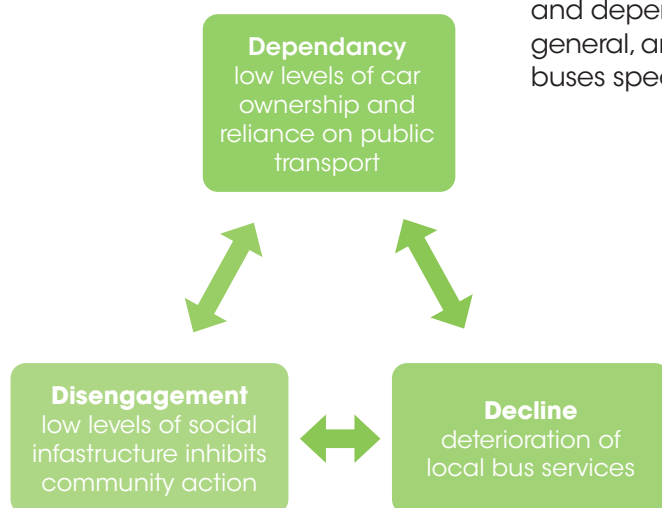 and deper
general, ar
buses spec
Dependancy
low levels of car
ownership and
reliance on public
transport
Disengagement
low levels of social
infastructure inhibits
community action
Decline
deterioration of
local bus services